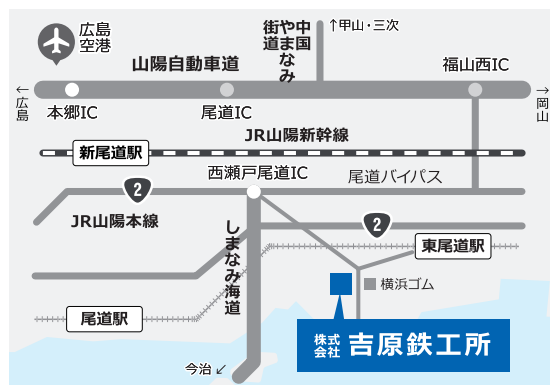 広島
空港
中国
やまなみ
街道
↑甲山・三次
山陽自動車道
福山西IC
←広島
本郷IC
尾道IC
→岡山
JR山陽新幹線
新尾道駅
西瀬戸尾道IC
尾道バイパス
2
JR山陽本線
2
しまなみ海道
東尾道駅
横浜ゴム
尾道駅
株式
会社
吉原鉄工所
今治↙